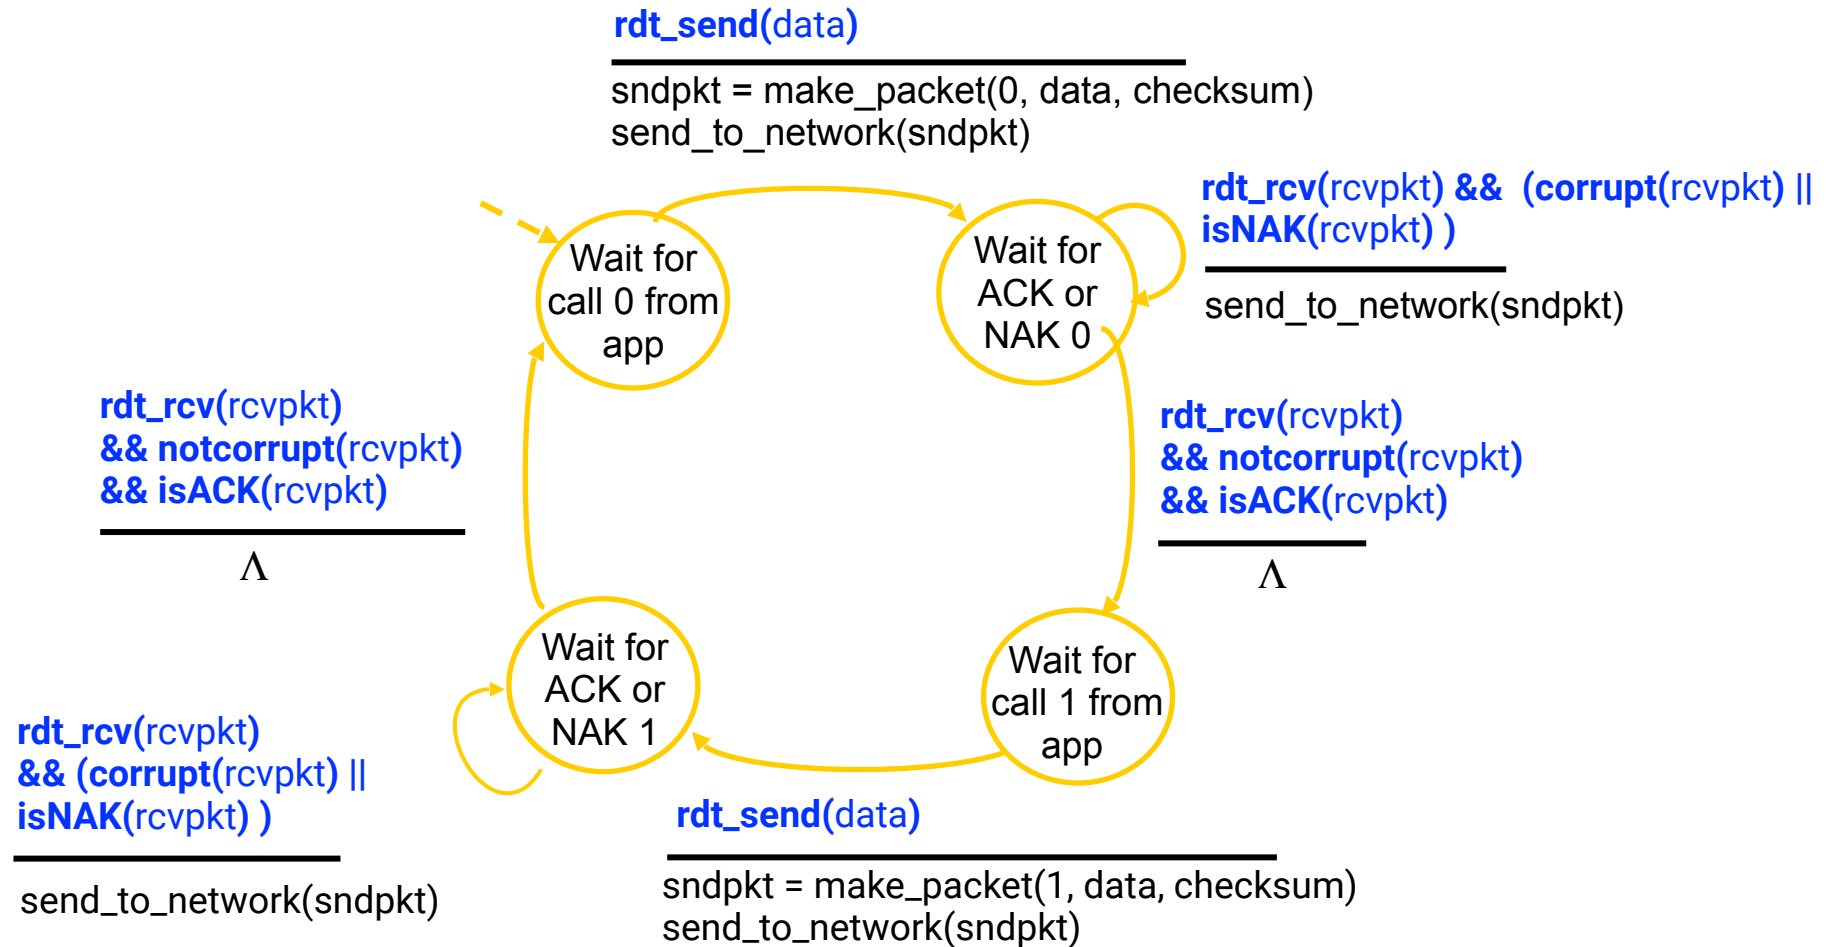 rdt_send(data)
sndpkt = make_packet(0, data, checksum)
send_to_network(sndpkt)
rdt_rcv(rcvpkt) && (corrupt(rcvpkt) ||
isNAK(rcvpkt) )
send_to_network(sndpkt)
Wait for
call 0 from
app
Wait for
ACK or
NAK 0
rdt_rcv(rcvpkt)
&& notcorrupt(rcvpkt)
&& isACK(rcvpkt)
Λ
rdt_rcv(rcvpkt)
&& notcorrupt(rcvpkt)
&& isACK(rcvpkt)
Λ
Wait for
ACK or
NAK 1
Wait for
call 1 from
app
rdt_rcv(rcvpkt)
&& (corrupt(rcvpkt) ||
isNAK(rcvpkt) )
send_to_network(sndpkt)
rdt_send(data)
sndpkt = make_packet(1, data, checksum)
send_to_network(sndpkt)